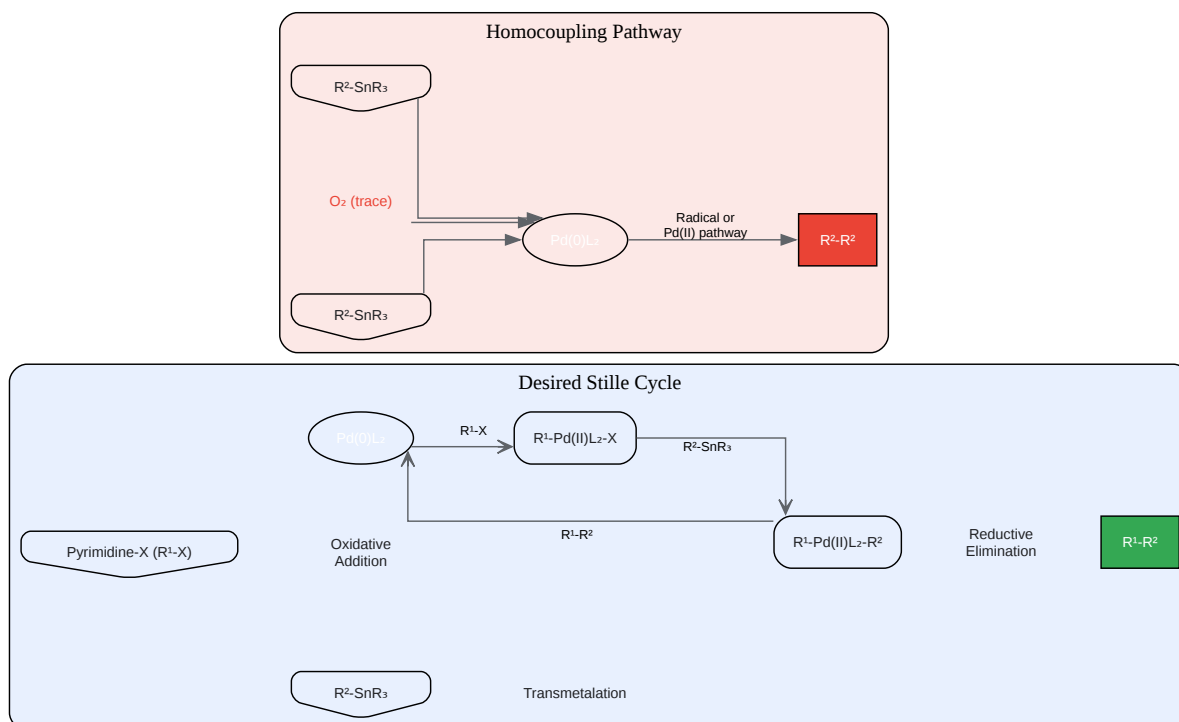 Homocoupling Pathway
R²-SnR₃
O₂ (trace)
Pd(0)L₂
Radical or
Pd(II) pathway
R²-R²
R²-SnR₃
Desired Stille Cycle
Pd(0)L₂
R¹-X
R¹-Pd(II)L₂-X
R²-SnR₃
R¹-R²
Pyrimidine-X (R¹-X)
Oxidative
Addition
R¹-Pd(II)L₂-R²
Reductive
Elimination
R¹-R²
R²-SnR₃
Transmetalation